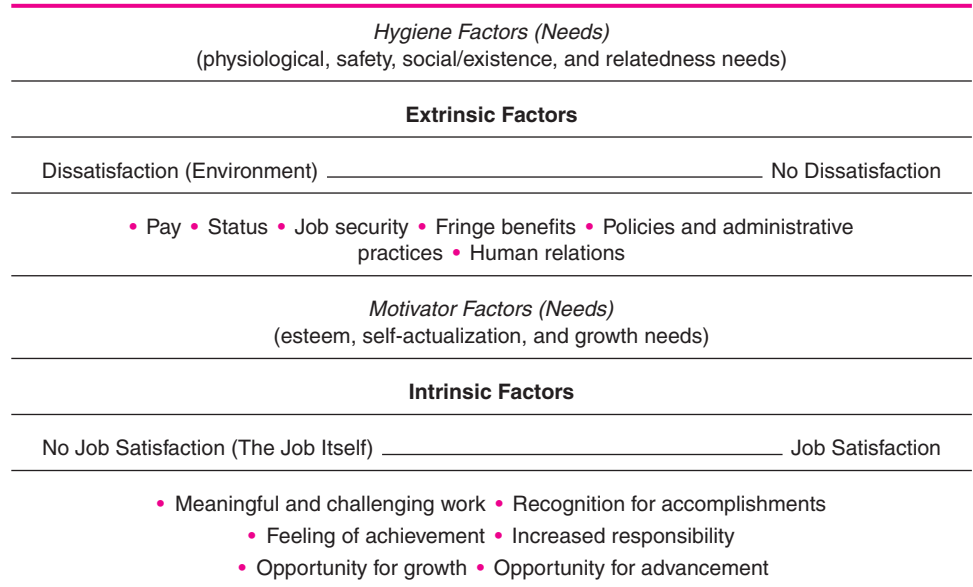 Hygiene Factors (Needs)
(physiological, safety, social/existence, and relatedness needs)
Extrinsic Factors
Dissatisfaction (Environment) No Dissatisfaction
• Pay • Status • Job security • Fringe benefits • Policies and administrative
practices • Human relations
Motivator Factors (Needs)
(esteem, self-actualization, and growth needs)
Intrinsic Factors
No Job Satisfaction (The Job Itself) Job Satisfaction
• Meaningful and challenging work • Recognition for accomplishments
• Feeling of achievement • Increased responsibility
• Opportunity for growth • Opportunity for advancement